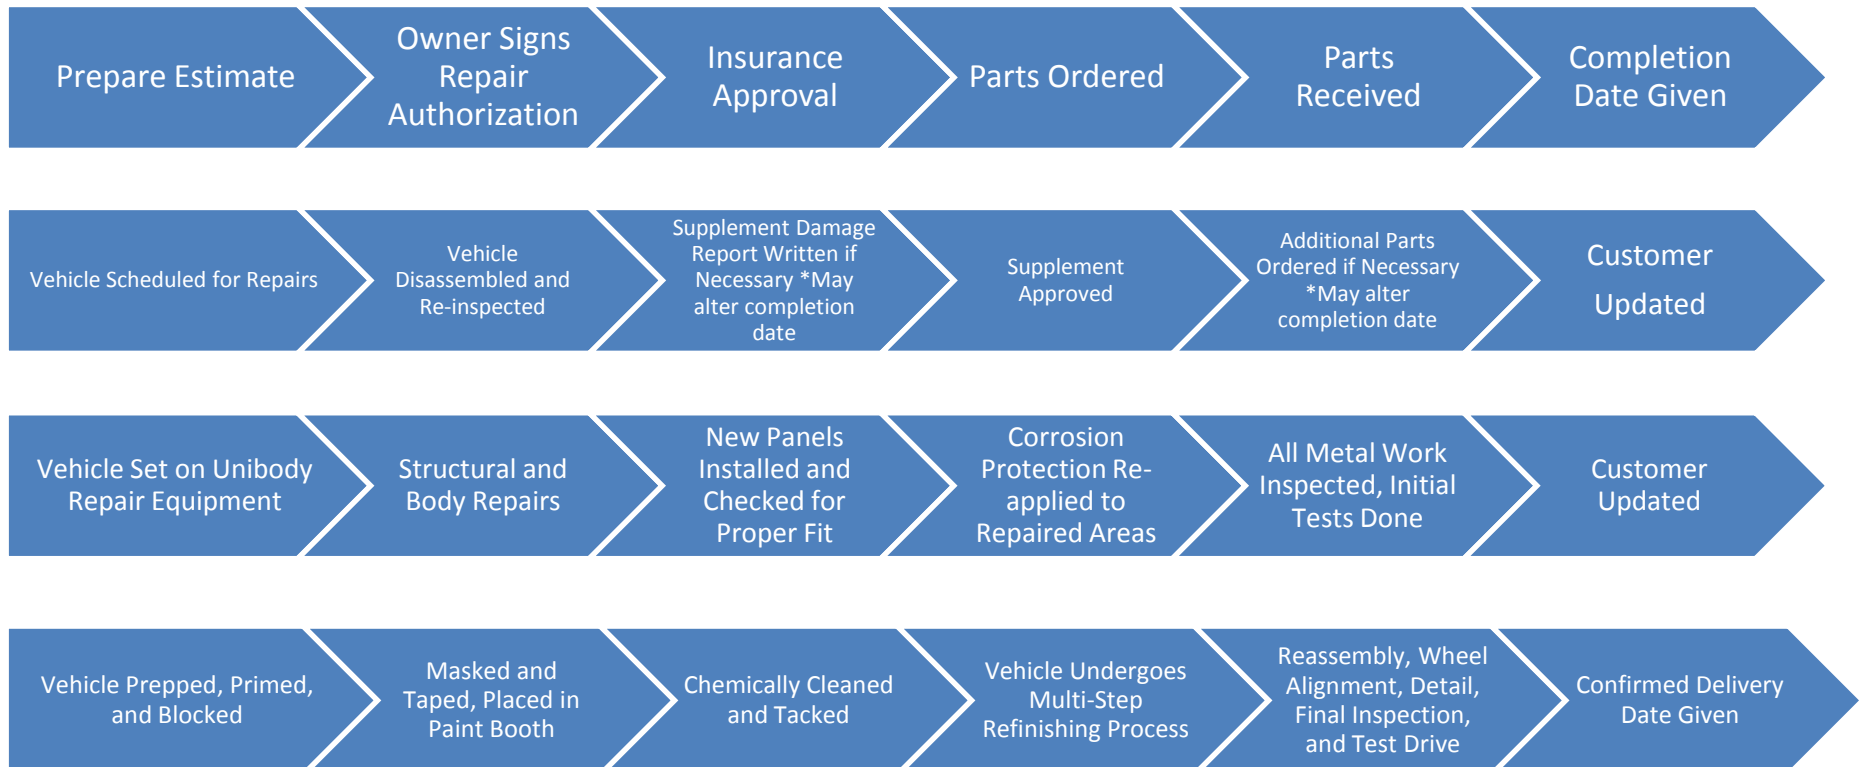 Prepare Estimate
Owner Signs
Repair
Authorization
Insurance
Approval
Parts Ordered
Parts
Received
Completion
Date Given
Vehicle Scheduled for Repairs
Vehicle
Disassembled and
Re-inspected
Supplement Damage
Report Written if
Necessary *May
alter completion
date
Supplement
Approved
Additional Parts
Ordered if Necessary
*May alter
completion date
Customer
Updated
Vehicle Set on Unibody
Repair Equipment
Structural and
Body Repairs
New Panels
Installed and
Checked for
Proper Fit
Corrosion
Protection Re-
applied to
Repaired Areas
All Metal Work
Inspected, Initial
Tests Done
Customer
Updated
Vehicle Prepped, Primed,
and Blocked
Masked and
Taped, Placed in
Paint Booth
Chemically Cleaned
and Tacked
Vehicle Undergoes
Multi-Step
Refinishing Process
Reassembly, Wheel
Alignment, Detail,
Final Inspection,
and Test Drive
Confirmed Delivery
Date Given